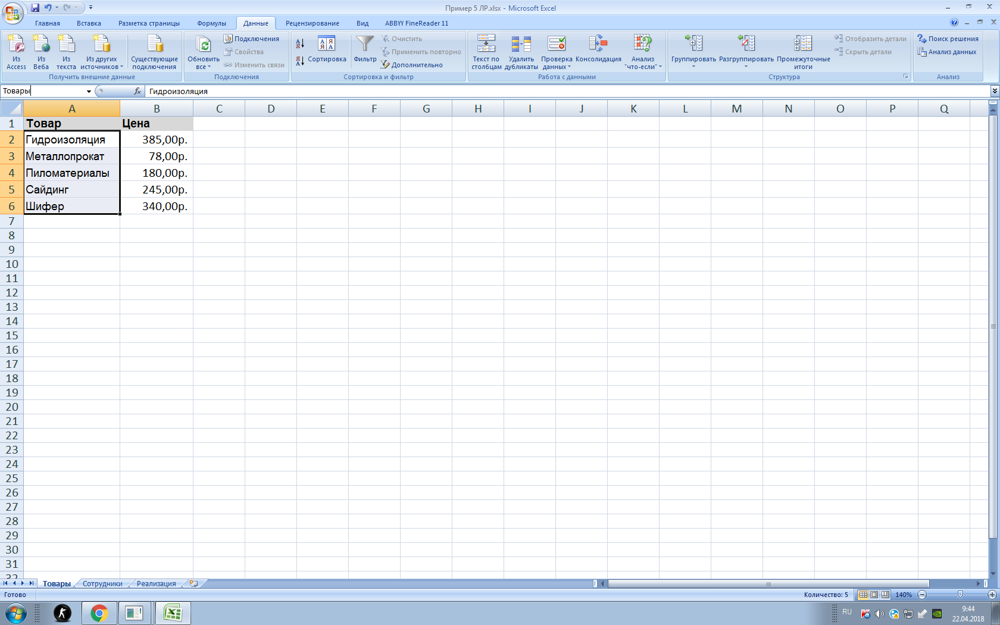 Пример 5 ЛР.xlsx - Microsoft Excel
Главная Вставка Разметка страницы Формулы Данные Рецензирование Вид ABBYY FineReader 11
Из Access
Из Веба
Из текста
Из других источников
Существующие подключения
Получить внешние данные
Обновить все
Подключения
Свойства
Изменить связи
Подключения
Сортировка
Фильтр
Очистить
Применить повторно
Дополнительно
Сортировка и фильтр
Текст по столбцам
Удалить дубликаты
Проверка данных
Консолидация
Анализ "что-если"
Работа с данными
Группировать
Разгруппировать
Промежуточные итоги
Отобразить детали
Скрыть детали
Структура
Поиск решения
Анализ данных
Анализ
Товары fx Гидроизоляция
A B C D E F G H I J K L M N O P Q
1 Товар Цена
2 Гидроизоляция 385,00р.
3 Металлопрокат 78,00р.
4 Пиломатериалы 180,00р.
5 Сайдинг 245,00р.
6 Шифер 340,00р.
7
8
9
10
11
12
13
14
15
16
17
18
19
20
21
22
23
24
25
26
27
28
29
30
31
32
Товары Сотрудники Реализация
Готово Количество: 5 140%
RU 9:44
22.04.2018